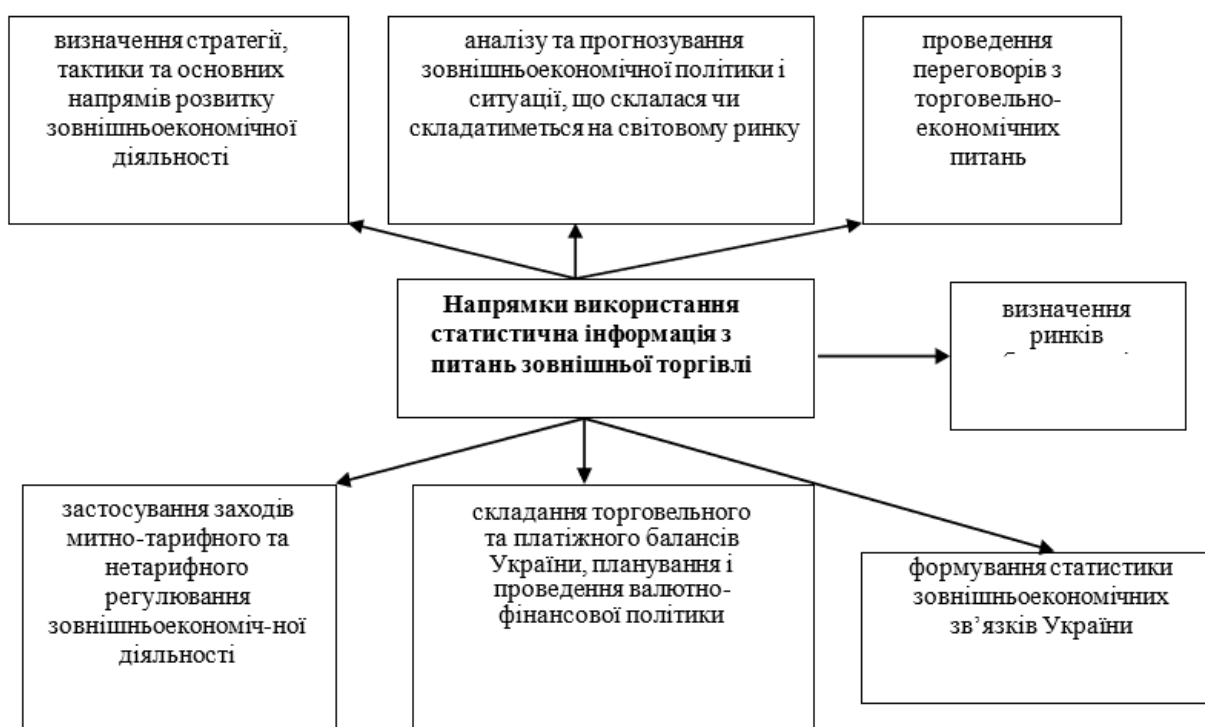 визначення стратегії,
тактики та основних
напрямів розвитку
зовнішньоекономічної
діяльності
аналізу та прогнозування
зовнішньоекономічної політики і
ситуації, що склалася чи
складатиметься на світовому ринку
проведення
переговорів з
торговельно-
економічних
питань
Напрямки використання
статистична інформація з
питань зовнішньої торгівлі
визначення
ринків
застосування заходів
митно-тарифного та
нетарифного
регулювання
зовнішньоекономіч-ної
діяльності
складання торговельного
та платіжного балансів
України, планування і
проведення валютно-
фінансової політики
формування статистики
зовнішньоекономічних
зв’язків України